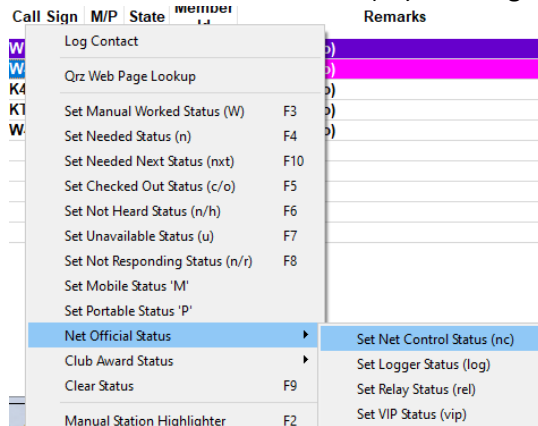 Call Sign M/P State Member Remarks
Log Contact
Qrz Web Page Lookup
K4
Set Manual Worked Status (W) F3
Set Needed Status (n) F4
Set Needed Next Status (nxt) F10
Set Checked Out Status (c/o) F5
Set Not Heard Status (n/h) F6
Set Unavailable Status (u) F7
Set Not Responding Status (n/r) F8
Set Mobile Status 'M'
Set Portable Status 'P'
Net Official Status
Set Net Control Status (nc)
Club Award Status
Set Logger Status (log)
Clear Status F9
Set Relay Status (rel)
Manual Station Highlighter F2
Set VIP Status (vip)